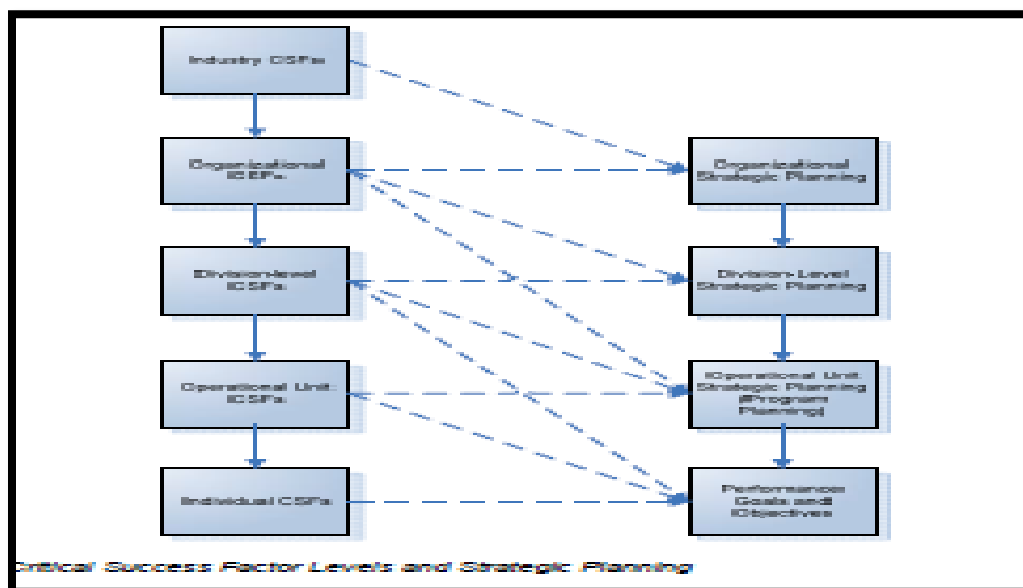 Industry CSFs
Organizational
CSFs
Organizational
Strategic Planning
Division-level
CSFs
Division-Level
Strategic Planning
Operational Unit
CSFs
Operational Unit
Strategic Planning
(Program
Planning)
Individual CSFs
Performance
Goals and
Objectives
Critical Success Factor Levels and Strategic Planning